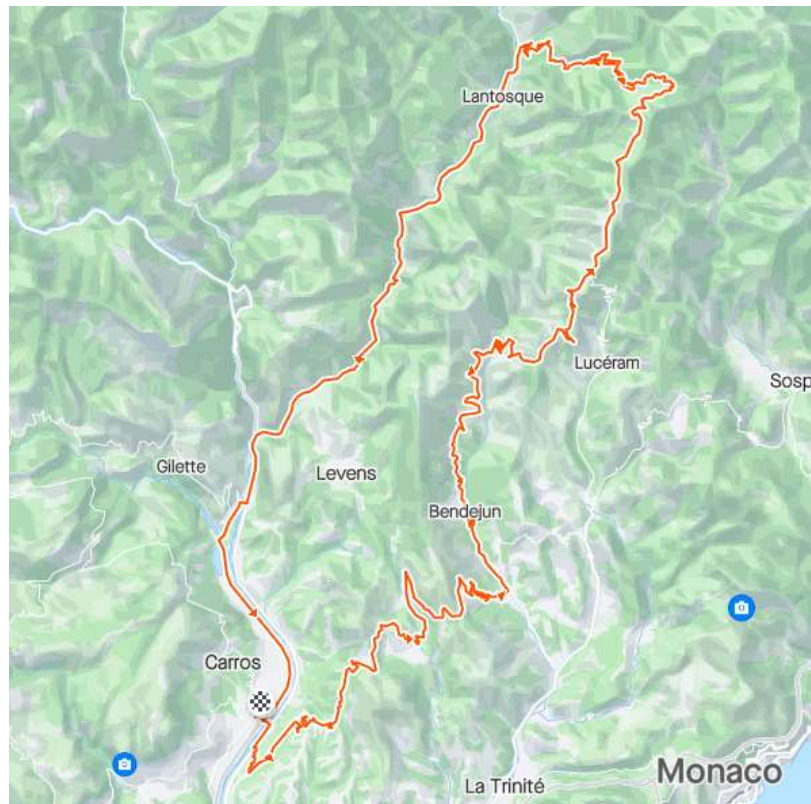 Lantosque
Lucéram
Sosp
Gilette
Levens
Bendejun
Carros
La Trinité
Monaco